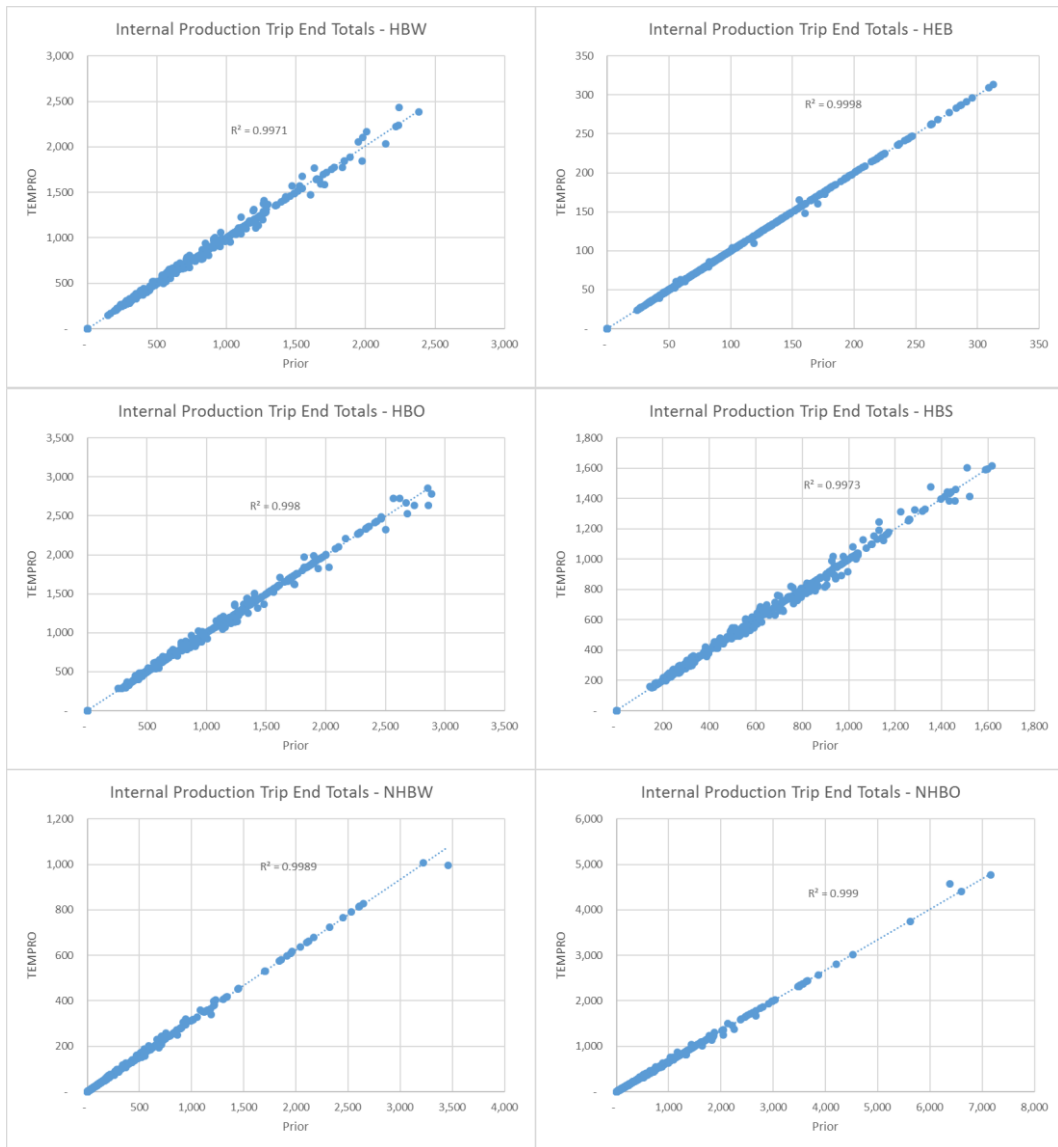 Internal Production Trip End Totals - HBW
3,000
2,500
2,000
1,500
1,000
500
-
TEMPRO
R² = 0.9971
- 500 1,000 1,500 2,000 2,500 3,000
Prior
Internal Production Trip End Totals - HEB
350
300
250
200
150
100
50
-
TEMPRO
R² = 0.9998
- 50 100 150 200 250 300 350
Prior
Internal Production Trip End Totals - HBO
3,500
3,000
2,500
2,000
1,500
1,000
500
-
TEMPRO
R² = 0.998
- 500 1,000 1,500 2,000 2,500 3,000 3,500
Prior
Internal Production Trip End Totals - HBS
1,800
1,600
1,400
1,200
1,000
800
600
400
200
-
TEMPRO
R² = 0.9973
- 200 400 600 800 1,000 1,200 1,400 1,600 1,800
Prior
Internal Production Trip End Totals - NHBW
1,200
1,000
800
600
400
200
-
TEMPRO
R² = 0.9989
- 500 1,000 1,500 2,000 2,500 3,000 3,500 4,000
Prior
Internal Production Trip End Totals - NHBO
6,000
5,000
4,000
3,000
2,000
1,000
-
TEMPRO
R² = 0.999
- 1,000 2,000 3,000 4,000 5,000 6,000 7,000 8,000
Prior